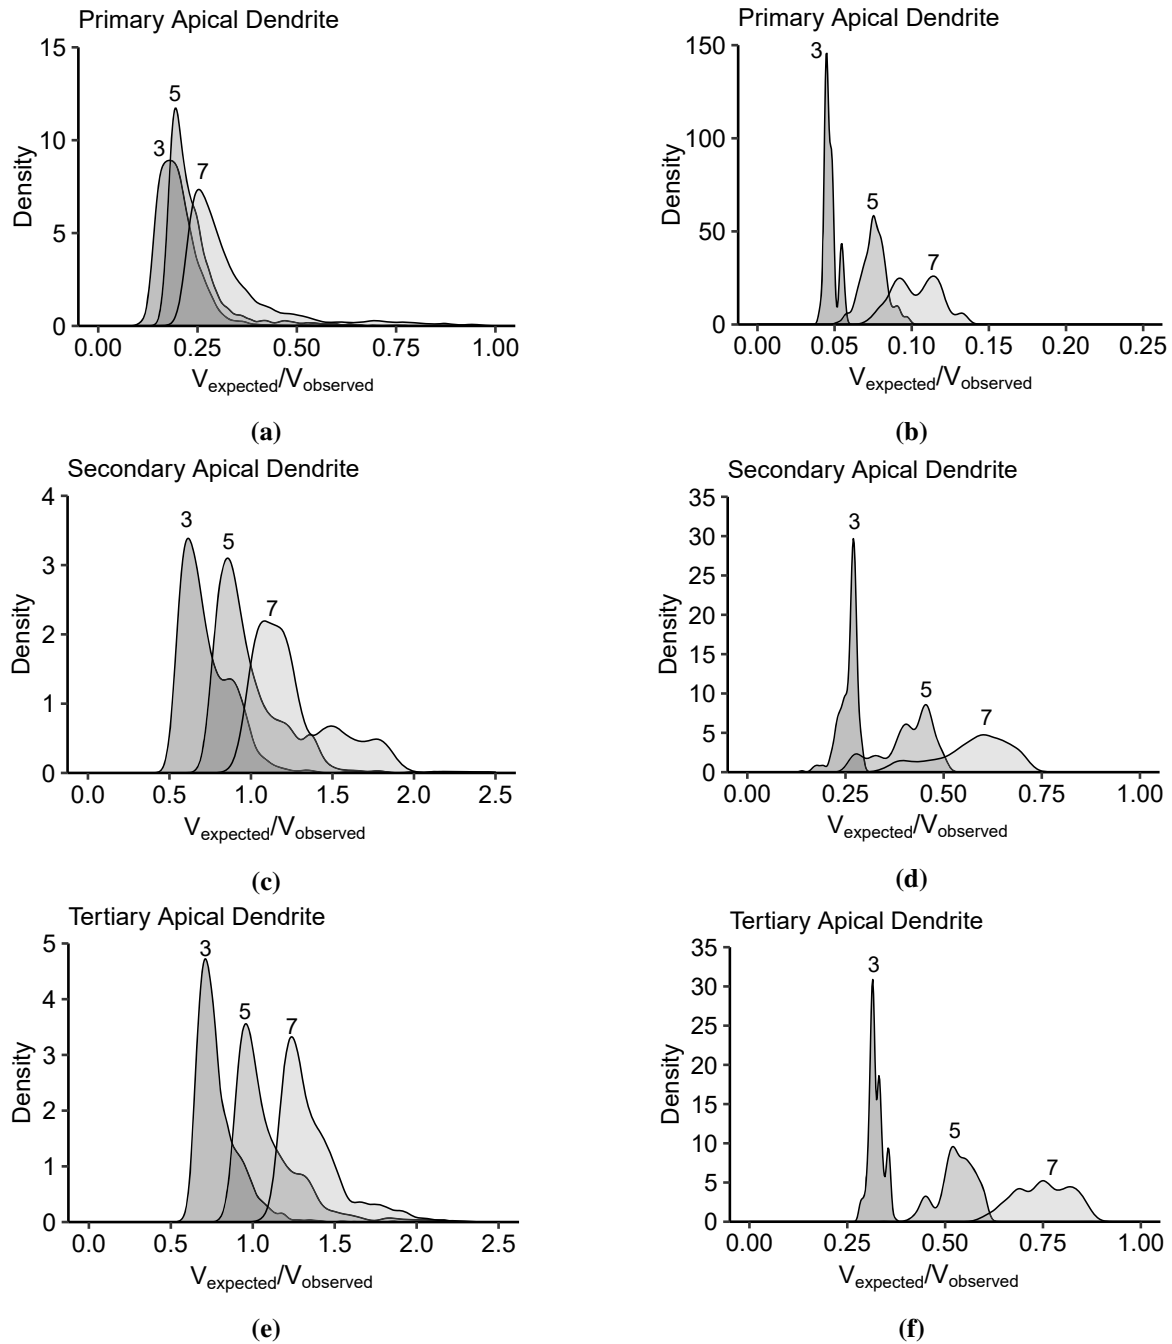 Primary Apical Dendrite
15
10
5
0
Density
3
5
7
0.00 0.25 0.50 0.75 1.00
Vexpected/Vobserved
(a)
Primary Apical Dendrite
150
100
50
0
Density
3
5
7
0.00 0.05 0.10 0.15 0.20 0.25
Vexpected/Vobserved
(b)
Secondary Apical Dendrite
4
3
2
1
0
Density
3
5
7
0.0 0.5 1.0 1.5 2.0 2.5
Vexpected/Vobserved
(c)
Secondary Apical Dendrite
35
30
25
20
15
10
5
0
Density
3
5
7
0.00 0.25 0.50 0.75 1.00
Vexpected/Vobserved
(d)
Tertiary Apical Dendrite
5
4
3
2
1
0
Density
3
5
7
0.0 0.5 1.0 1.5 2.0 2.5
Vexpected/Vobserved
(e)
Tertiary Apical Dendrite
35
30
25
20
15
10
5
0
Density
3
5
7
0.00 0.25 0.50 0.75 1.00
Vexpected/Vobserved
(f)